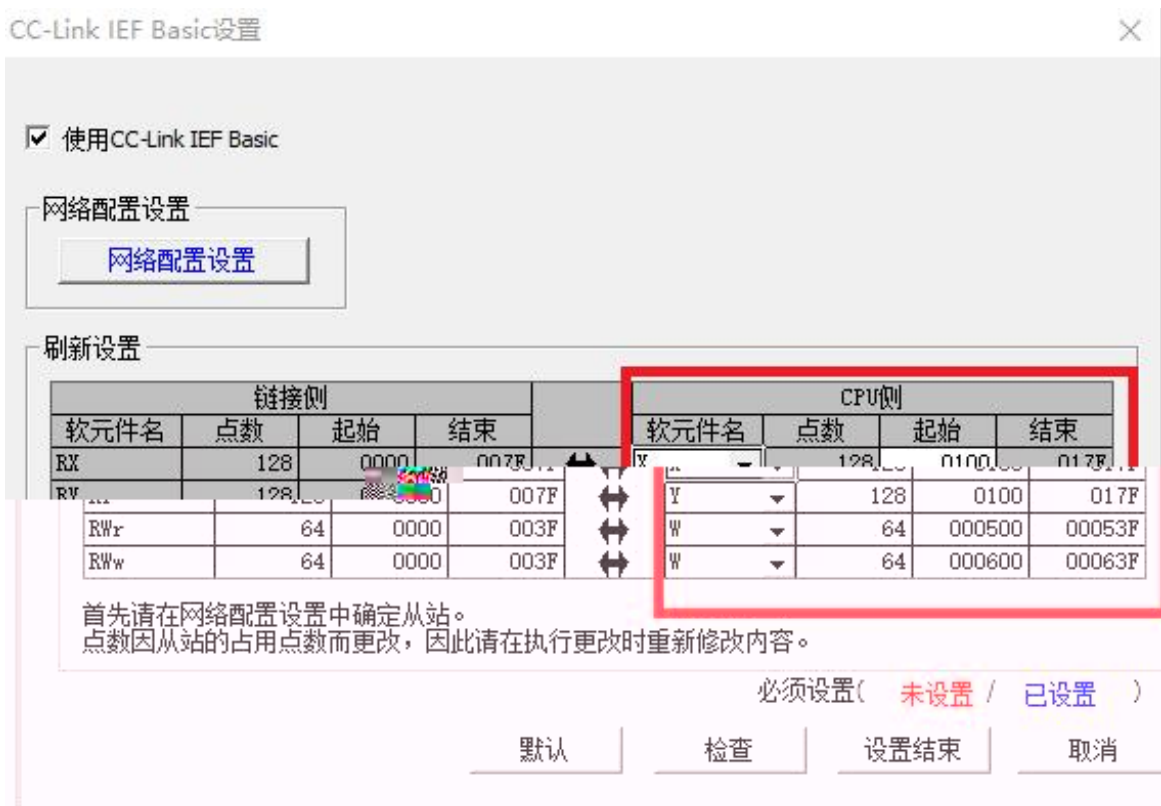 CC-Link IEF Basic设置
使用CC-Link IEF Basic
网络配置设置
网络配置设置
刷新设置
链接侧 CPU侧
软元件名 点数 起始 结束 软元件名 点数 起始 结束
RX 128 0000 007F 128 0100 017F
128 007F Y 128 0100 017F
RWr 64 0000 003F W 64 000500 00053F
RWw 64 0000 003F W 64 000600 00063F
首先请在网络配置设置中确定从站。
点数因从站的占用点数而更改，因此请在执行更改时重新修改内容。
必须设置( 未设置 / 已设置 )
默认 检查 设置结束 取消